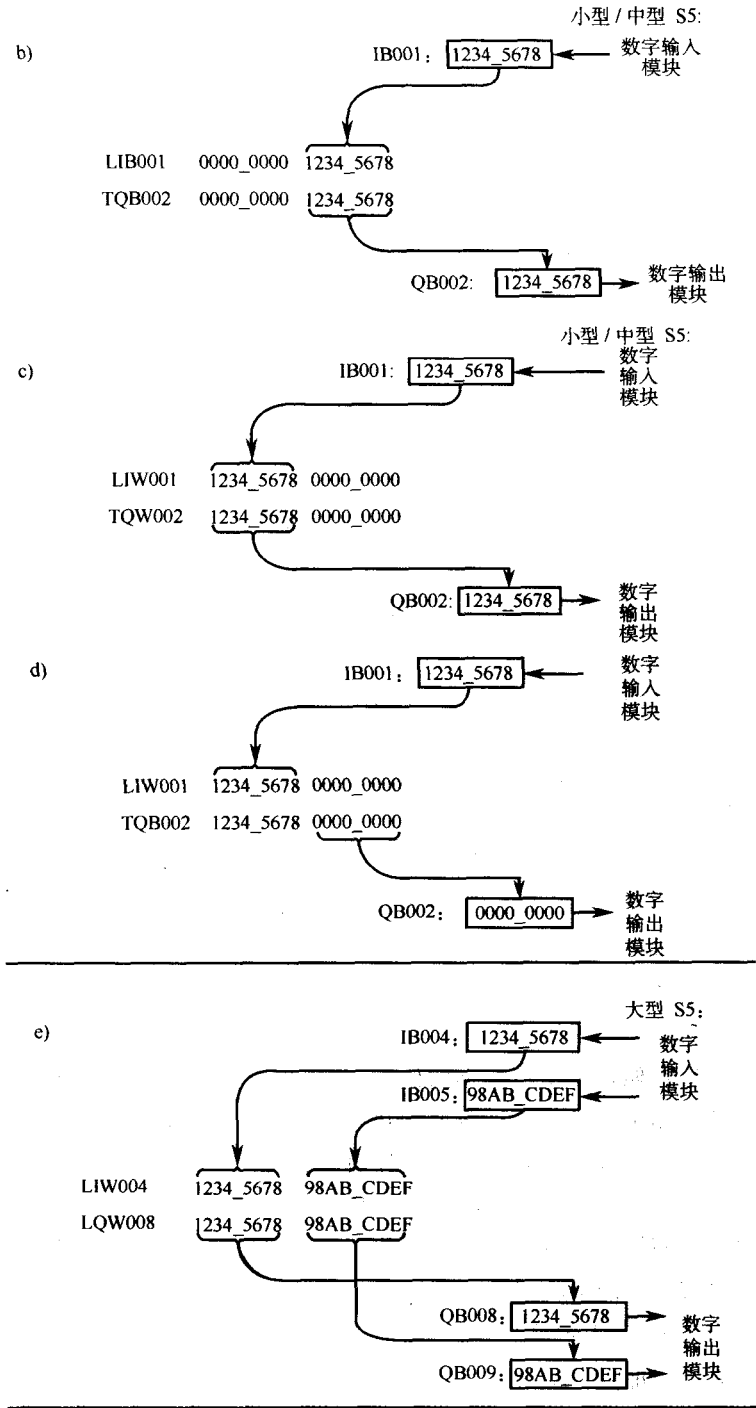 小型 / 中型 S5:
b)
IB001: 1234_5678 数字输入
模块
LIB001 0000_0000 1234_5678
TQB002 0000_0000 1234_5678
QB002: 1234_5678 数字输出
模块
小型 / 中型 S5:
c)
IB001: 1234_5678 数字
输入
模块
LIW001 1234_5678 0000_0000
TQW002 1234_5678 0000_0000
QB002: 1234_5678 数字
输出
模块
d)
IB001: 1234_5678 数字
输入
模块
LIW001 1234_5678 0000_0000
TQB002 1234_5678 0000_0000
QB002: 0000_0000 数字
输出
模块
大型 S5:
e)
IB004: 1234_5678 数字
输入
IB005: 98AB_CDEF 模块
LIW004 1234_5678 98AB_CDEF
LQW008 1234_5678 98AB_CDEF
QB008: 1234_5678 数字
输出
QB009: 98AB_CDEF 模块